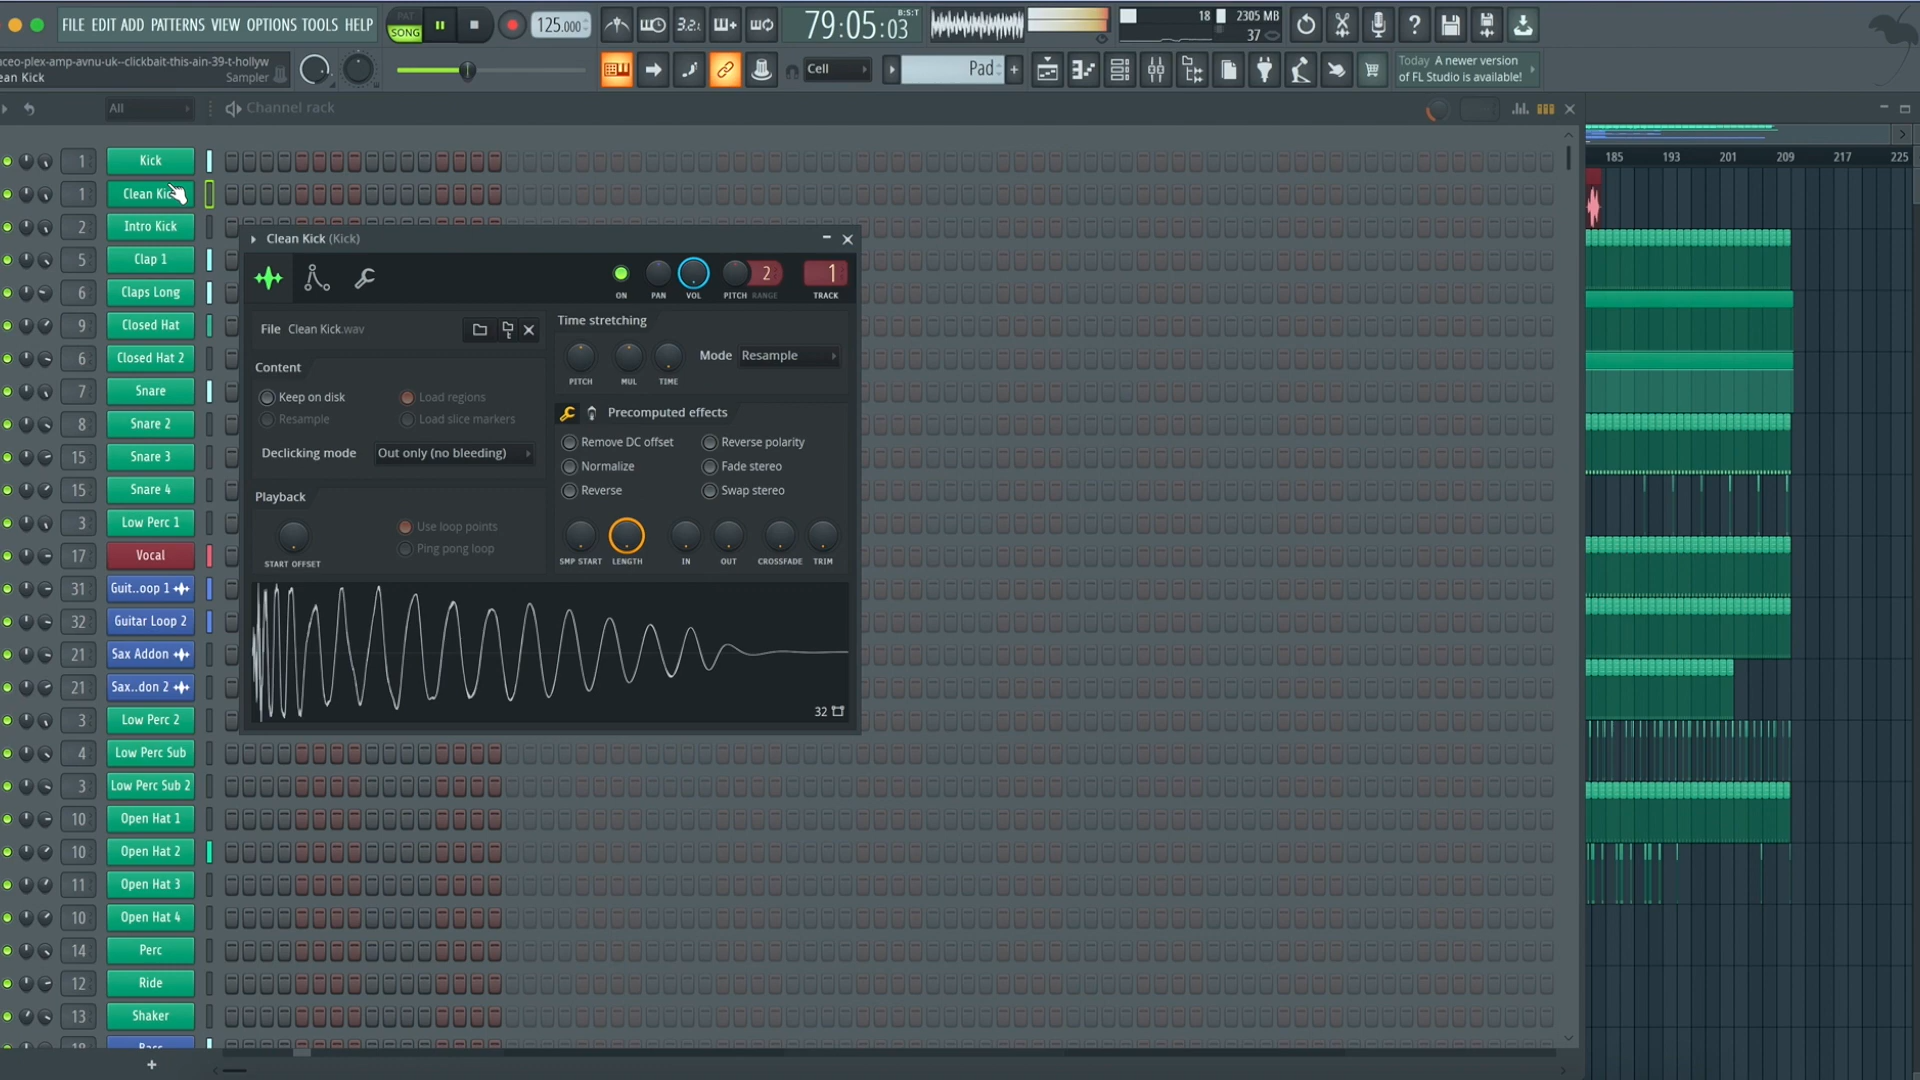 FILE EDIT ADD PATTERNS VIEW OPTIONS TOOLS HELP
PAT
SONG
125.000
3.2.
79:05:03
B:S:T
18
2305 MB
37
aceo-plex-amp-avnu-uk--clickbait-this-ain-39-t-hollyw
ean Kick
Sampler
Cell
Pad
Today A newer version
of FL Studio is available!
All
Channel rack
185 193 201 209 217 225
1 Kick
1 Clean Kic
2 Intro Kick
5 Clap 1
6 Claps Long
9 Closed Hat
6 Closed Hat 2
7 Snare
8 Snare 2
15 Snare 3
15 Snare 4
3 Low Perc 1
17 Vocal
31 Guit..oop 1
32 Guitar Loop 2
21 Sax Addon
21 Sax..don 2
3 Low Perc 2
4 Low Perc Sub
3 Low Perc Sub 2
10 Open Hat 1
10 Open Hat 2
11 Open Hat 3
10 Open Hat 4
14 Perc
12 Ride
13 Shaker
18 Bass
Clean Kick (Kick)
2
1
ON PAN VOL PITCH RANGE TRACK
File Clean Kick.wav
Content
Keep on disk
Load regions
Resample
Load slice markers
Declicking mode Out only (no bleeding)
Playback
START OFFSET
Use loop points
Ping pong loop
Time stretching
PITCH MUL TIME
Mode Resample
Precomputed effects
Remove DC offset
Reverse polarity
Normalize
Fade stereo
Reverse
Swap stereo
SMP START LENGTH IN OUT CROSSFADE TRIM
32